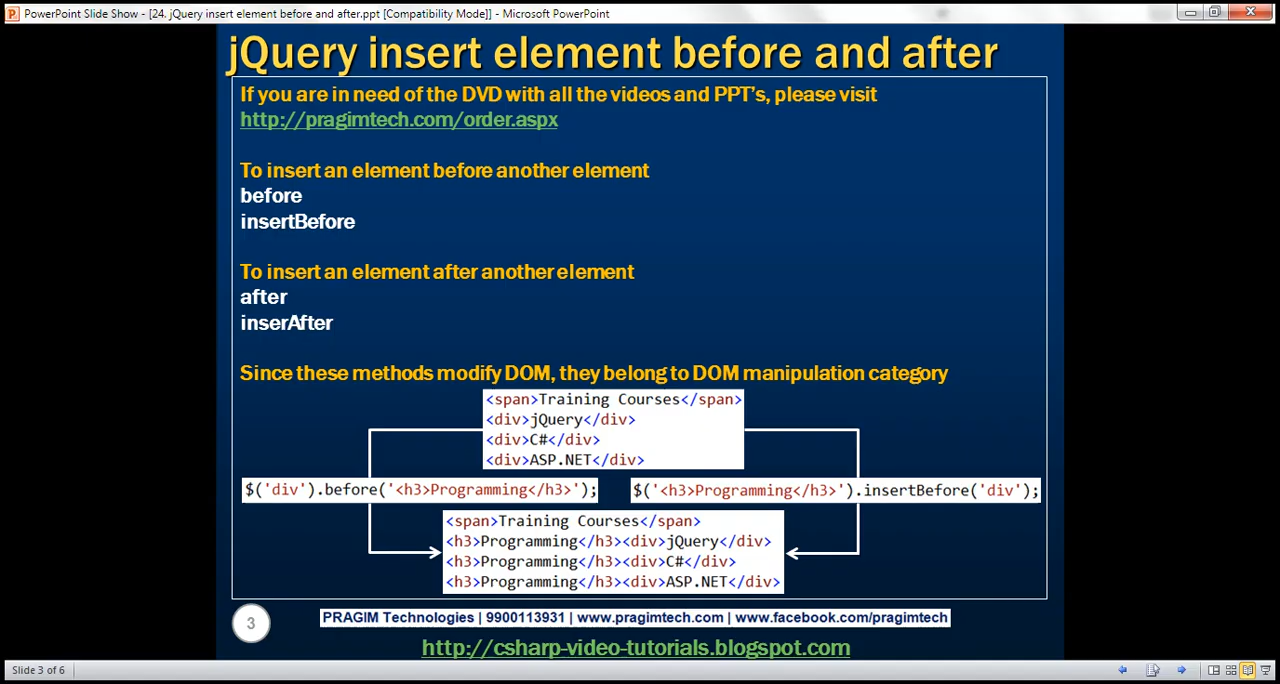 PowerPoint Slide Show - [24. jQuery insert element before and after.ppt [Compatibility Mode]] - Microsoft PowerPoint
jQuery insert element before and after
If you are in need of the DVD with all the videos and PPT's, please visit
http://pragimtech.com/order.aspx
To insert an element before another element
before
insertBefore
To insert an element after another element
after
inserAfter
Since these methods modify DOM, they belong to DOM manipulation category
<span>Training Courses</span>
<div>jQuery</div>
<div>C#</div>
<div>ASP.NET</div>
$('div').before('<h3>Programming</h3>');
$('<h3>Programming</h3>').insertBefore('div');
<span>Training Courses</span>
<h3>Programming</h3><div>jQuery</div>
<h3>Programming</h3><div>C#</div>
<h3>Programming</h3><div>ASP.NET</div>
3
PRAGIM Technologies | 9900113931 | www.pragimtech.com | www.facebook.com/pragimtech
http://csharp-video-tutorials.blogspot.com
Slide 3 of 6